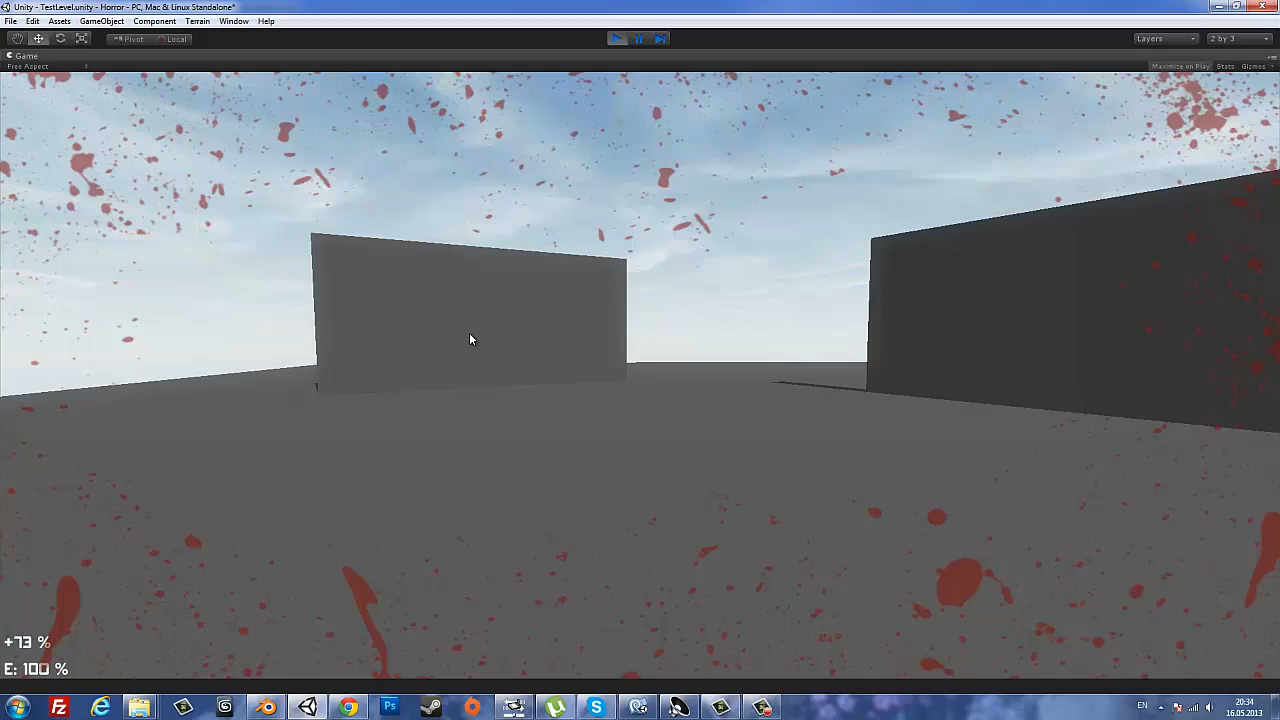 Unity - TestLevel.unity - Horror - PC, Mac & Linux Standalone*
File Edit Assets GameObject Component Terrain Window Help
Pivot Local Layers 2 by 3
Game
Free Aspect Maximize on Play Stats Gizmos
+73 %
E: 100 %
Fz Ps EN 20:34
16.05.2013